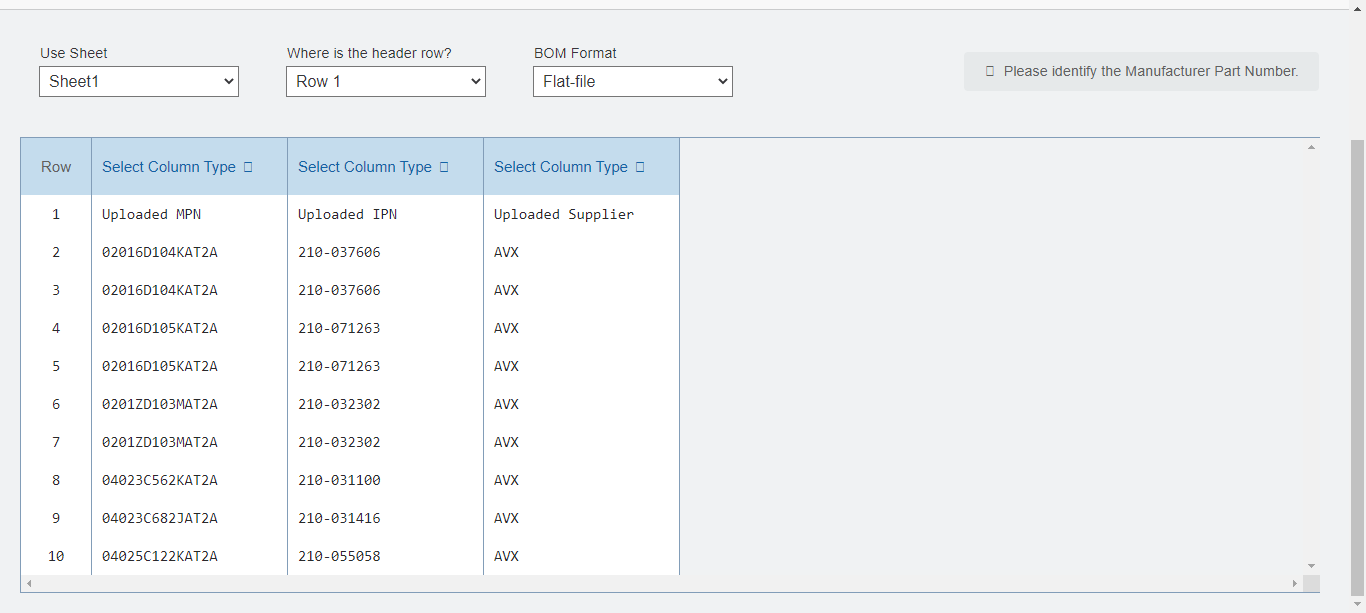 Use Sheet Where is the header row? BOM Format
Sheet1 Row 1 Flat-file
Please identify the Manufacturer Part Number.
Row Select Column Type Select Column Type Select Column Type
1 Uploaded MPN Uploaded IPN Uploaded Supplier
2 02016D104KAT2A 210-037606 AVX
3 02016D104KAT2A 210-037606 AVX
4 02016D105KAT2A 210-071263 AVX
5 02016D105KAT2A 210-071263 AVX
6 0201ZD103MAT2A 210-032302 AVX
7 0201ZD103MAT2A 210-032302 AVX
8 04023C562KAT2A 210-031100 AVX
9 04023C682JAT2A 210-031416 AVX
10 04025C122KAT2A 210-055058 AVX